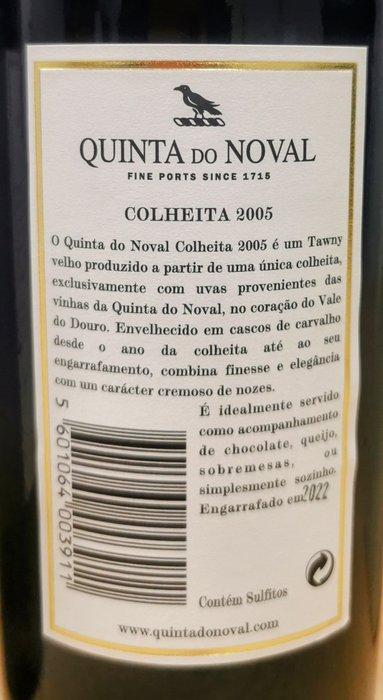 QUINTA DO NOVAL
FINE PORTS SINCE 1715
COLHEITA 2005
O Quinta do Noval Colheita 2005 é um Tawny
velho produzido a partir de uma única colheita,
exclusivamente com uvas provenientes das
vinhas da Quinta do Noval, no coração do Vale
do Douro. Envelhecido em cascos de carvalho
desde o ano da colheita até ao seu
engarrafamento, combina finesse e elegância
com um carácter cremoso de nozes.
É idealmente servido
como acompanhamento
de chocolate, queijo,
sobremesas, ou
simplesmente sozinho.
Engarrafado em 2022
5 601064 003911
Contém Sulfitos
www.quintadonoval.com